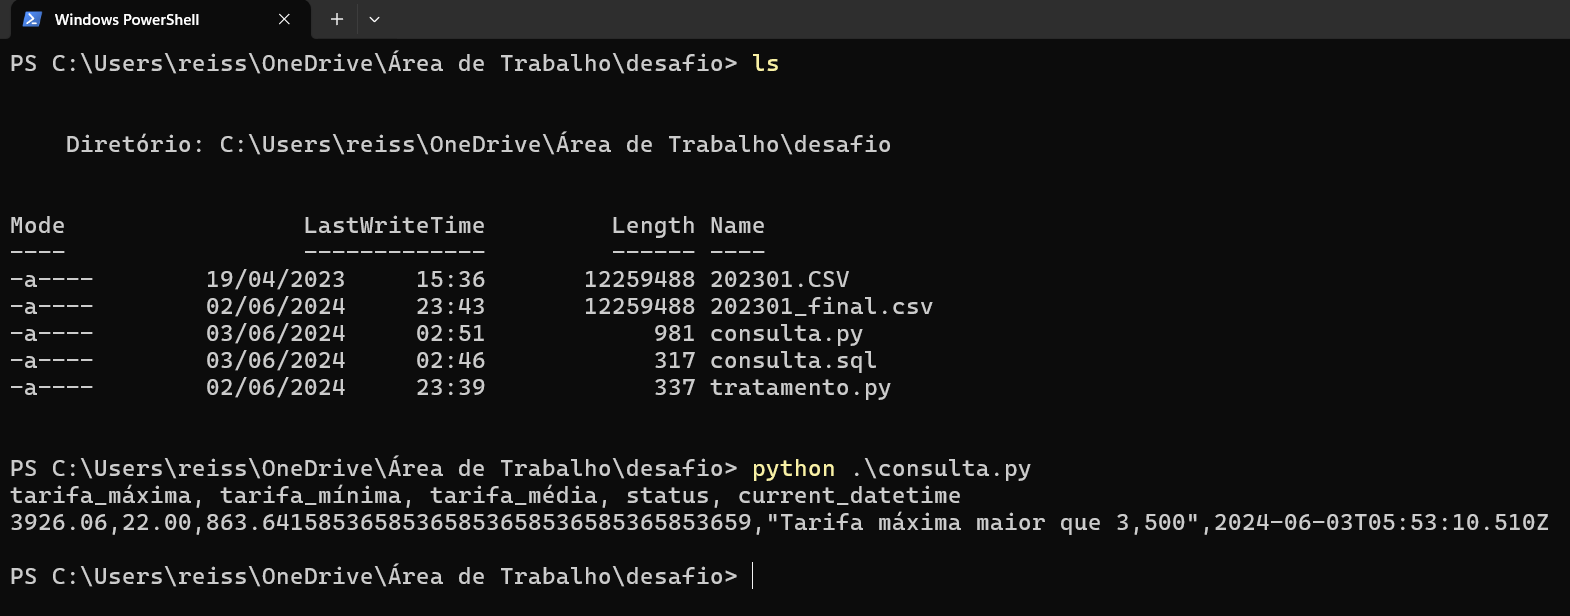 Windows PowerShell
PS C:\Users\reiss\OneDrive\Área de Trabalho\desafio> ls
Diretório: C:\Users\reiss\OneDrive\Área de Trabalho\desafio
Mode LastWriteTime Length Name
---- ------------- ------ ----
-a---- 19/04/2023 15:36 12259488 202301.CSV
-a---- 02/06/2024 23:43 12259488 202301_final.csv
-a---- 03/06/2024 02:51 981 consulta.py
-a---- 03/06/2024 02:46 317 consulta.sql
-a---- 02/06/2024 23:39 337 tratamento.py
PS C:\Users\reiss\OneDrive\Área de Trabalho\desafio> python .\consulta.py
tarifa_máxima, tarifa_mínima, tarifa_média, status, current_datetime
3926.06,22.00,863.64158536585365853658536585365853659,"Tarifa máxima maior que 3,500",2024-06-03T05:53:10.510Z
PS C:\Users\reiss\OneDrive\Área de Trabalho\desafio>